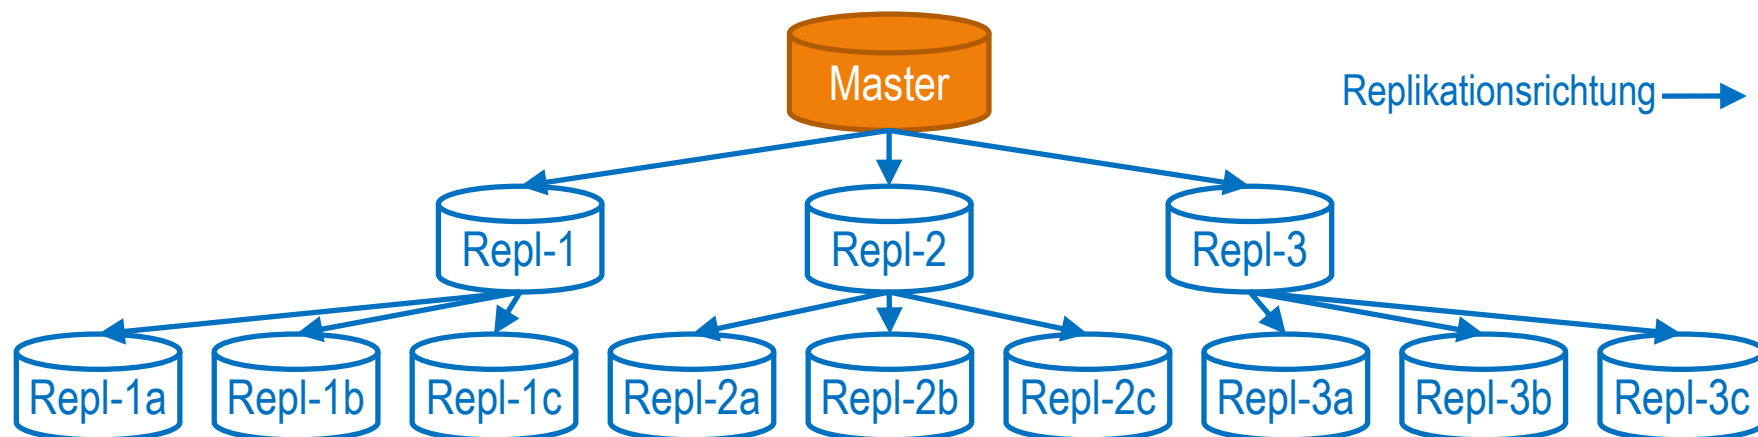 Master
Replikationsrichtung
Repl-1
Repl-2
Repl-3
Repl-1a
Repl-1b
Repl-1c
Repl-2a
Repl-2b
Repl-2c
Repl-3a
Repl-3b
Repl-3c